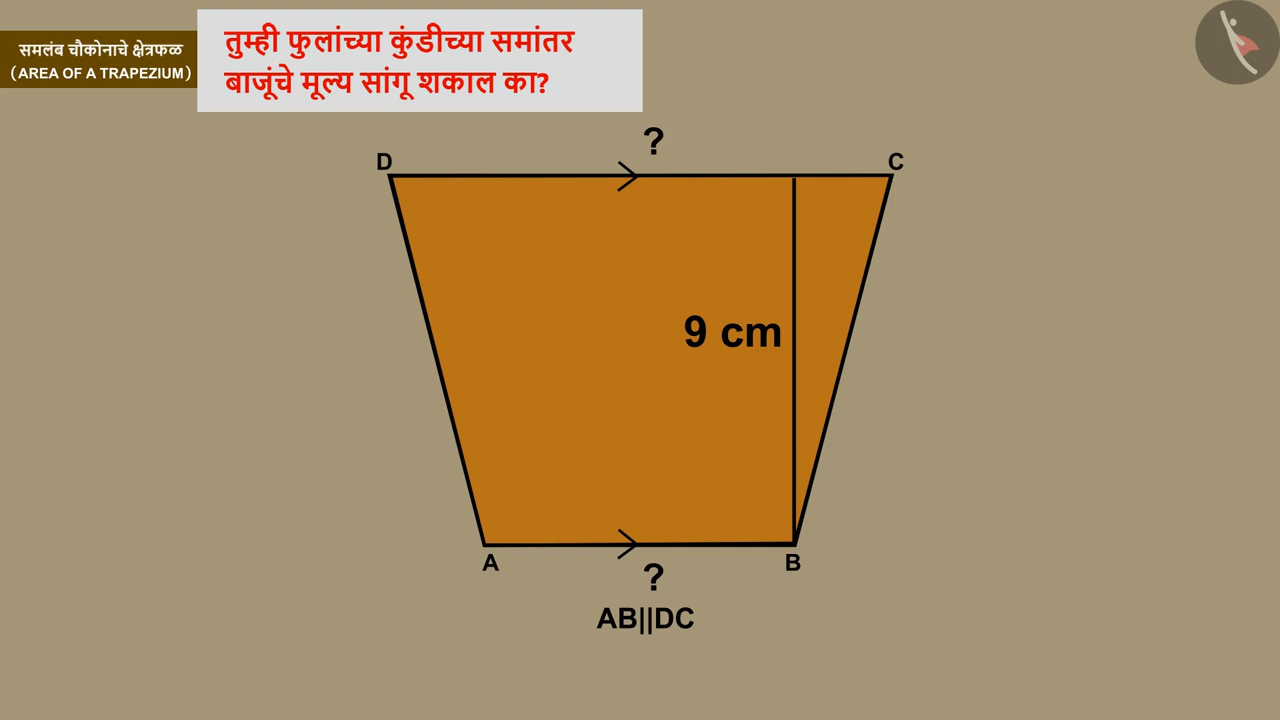 समलंब चौकोनाचे क्षेत्रफळ
(AREA OF A TRAPEZIUM)
तुम्ही फुलांच्या कुंडीच्या समांतर
बाजूंचे मूल्य सांगू शकाल का?
?
D
C
9 cm
A
B
?
AB||DC